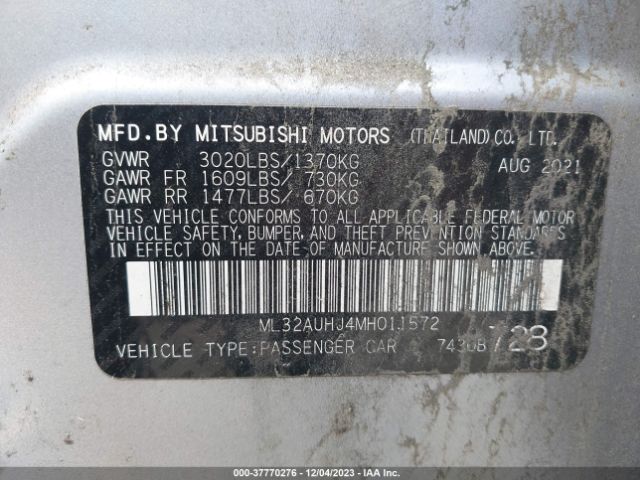 MFD.BY MITSUBISHI MOTORS (THAILAND)CO., LTD.
GVWR 3020LBS/1370KG AUG 2021
GAWR FR 1609LBS/ 730KG
GAWR RR 1477LBS/ 670KG
THIS VEHICLE CONFORMS TO ALL APPLICABLE FEDERAL MOTOR
VEHICLE SAFETY, BUMPER, AND THEFT PREVENTION STANDARDS
IN EFFECT ON THE DATE OF MANUFACTURE SHOWN ABOVE.
ML32AUHJ4MH011572
VEHICLE TYPE:PASSENGER CAR 7430B 728
000-37770276 - 12/04/2023 - IAA Inc.